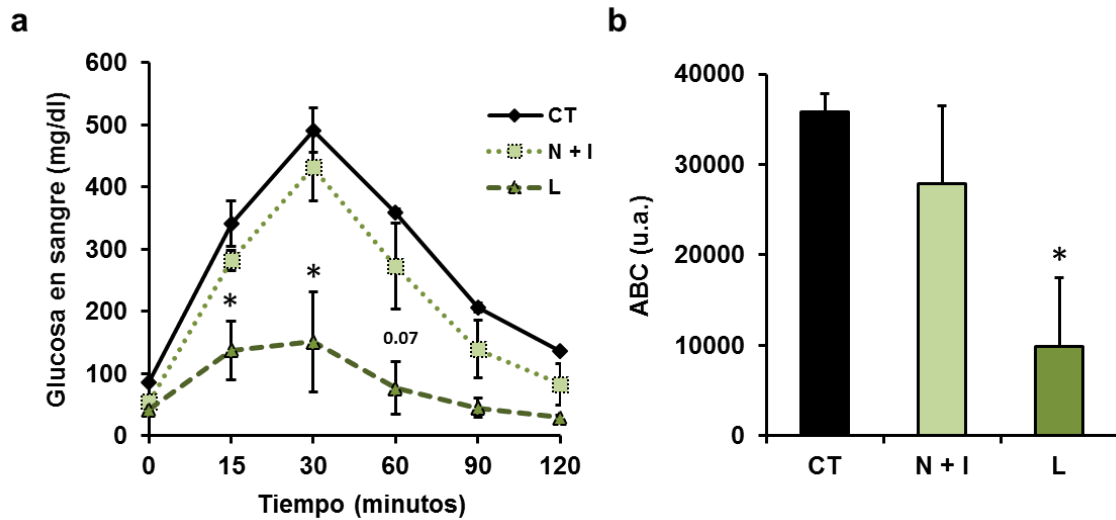 a
600
500
400
300
200
100
0
Glucosa en sangre (mg/dl)
CT
N + I
L
*
*
0.07
0 15 30 60 90 120
Tiempo (minutos)
b
40000
30000
20000
10000
0
ABC (u.a.)
*
CT N + I L